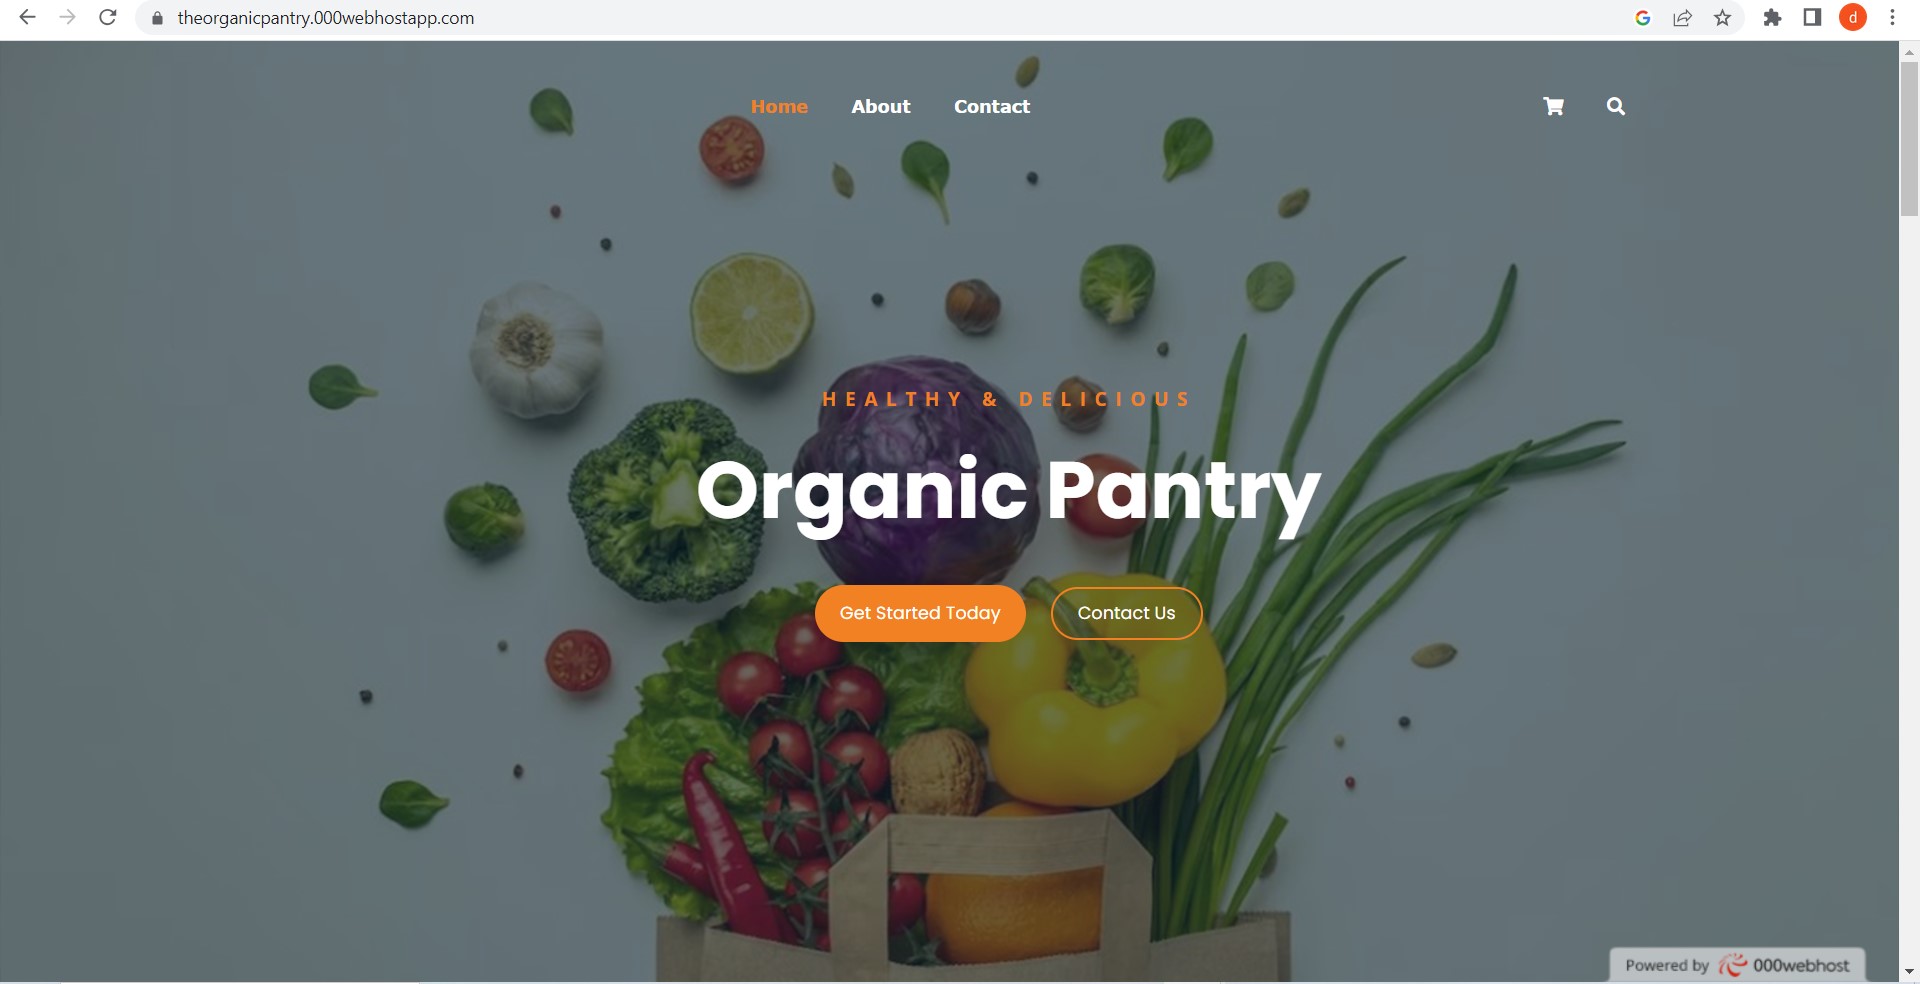 theorganicpantry.000webhostapp.com
d
Home About Contact
HEALTHY & DELICIOUS
Organic Pantry
Get Started Today Contact Us
Powered by 000webhost